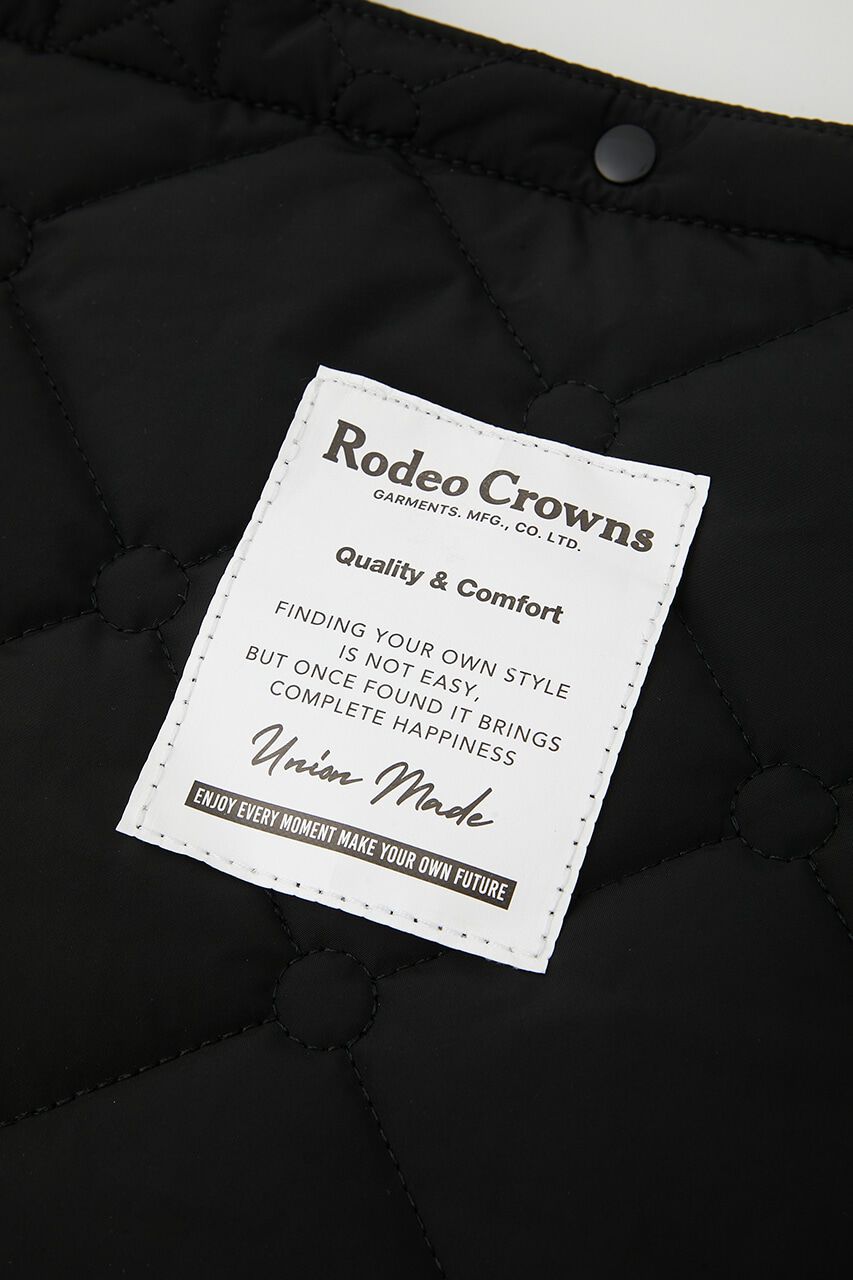 Rodeo Crowns
GARMENTS. MFG., CO. LTD.
Quality & Comfort
FINDING YOUR OWN STYLE
IS NOT EASY,
BUT ONCE FOUND IT BRINGS
COMPLETE HAPPINESS
Union Made
ENJOY EVERY MOMENT MAKE YOUR OWN FUTURE